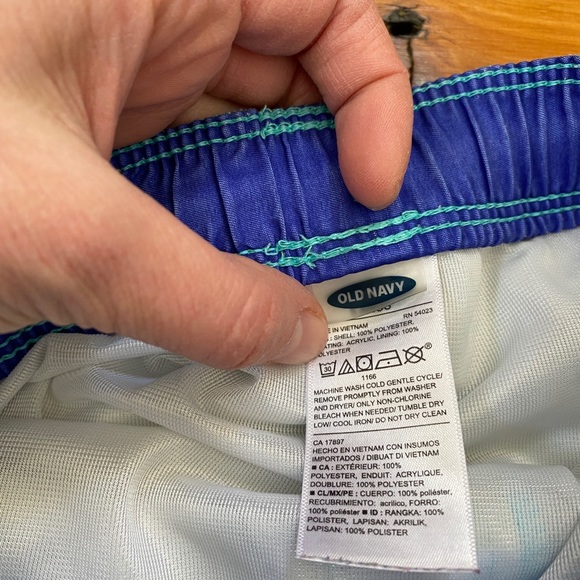 OLD NAVY
E IN VIETNAM RN 54023
: SHELL: 100% POLYESTER,
ATING: ACRYLIC, LINING: 100%
POLYESTER
30
1166
MACHINE WASH COLD GENTLE CYCLE/
REMOVE PROMPTLY FROM WASHER
AND DRYER/ ONLY NON-CHLORINE
BLEACH WHEN NEEDED/ TUMBLE DRY
LOW/ COOL IRON/ DO NOT DRY CLEAN
CA 17897
HECHO EN VIETNAM CON INSUMOS
IMPORTADOS / DIBUAT DI VIETNAM
■ CA: EXTÉRIEUR: 100%
POLYESTER, ENDUIT: ACRYLIQUE,
DOUBLURE: 100% POLYESTER
■ CL/MX/PE: CUERPO: 100% poliéster,
RECUBRIMIENTO: acrílico, FORRO:
100% poliéster ■ ID: RANGKA: 100%
POLISTER, LAPISAN: AKRILIK,
LAPISAN: 100% POLISTER